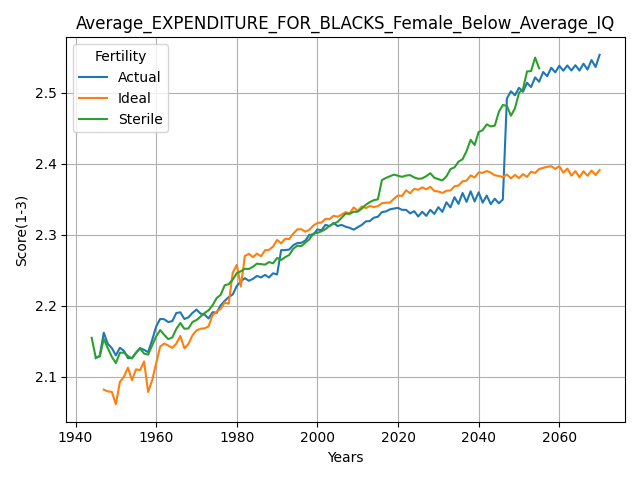 Average_EXPENDITURE_FOR_BLACKS_Female_Below_Average_IQ
Fertility
Actual
Ideal
Sterile
Score(1-3)
2.5
2.4
2.3
2.2
2.1
1940 1960 1980 2000 2020 2040 2060
Years